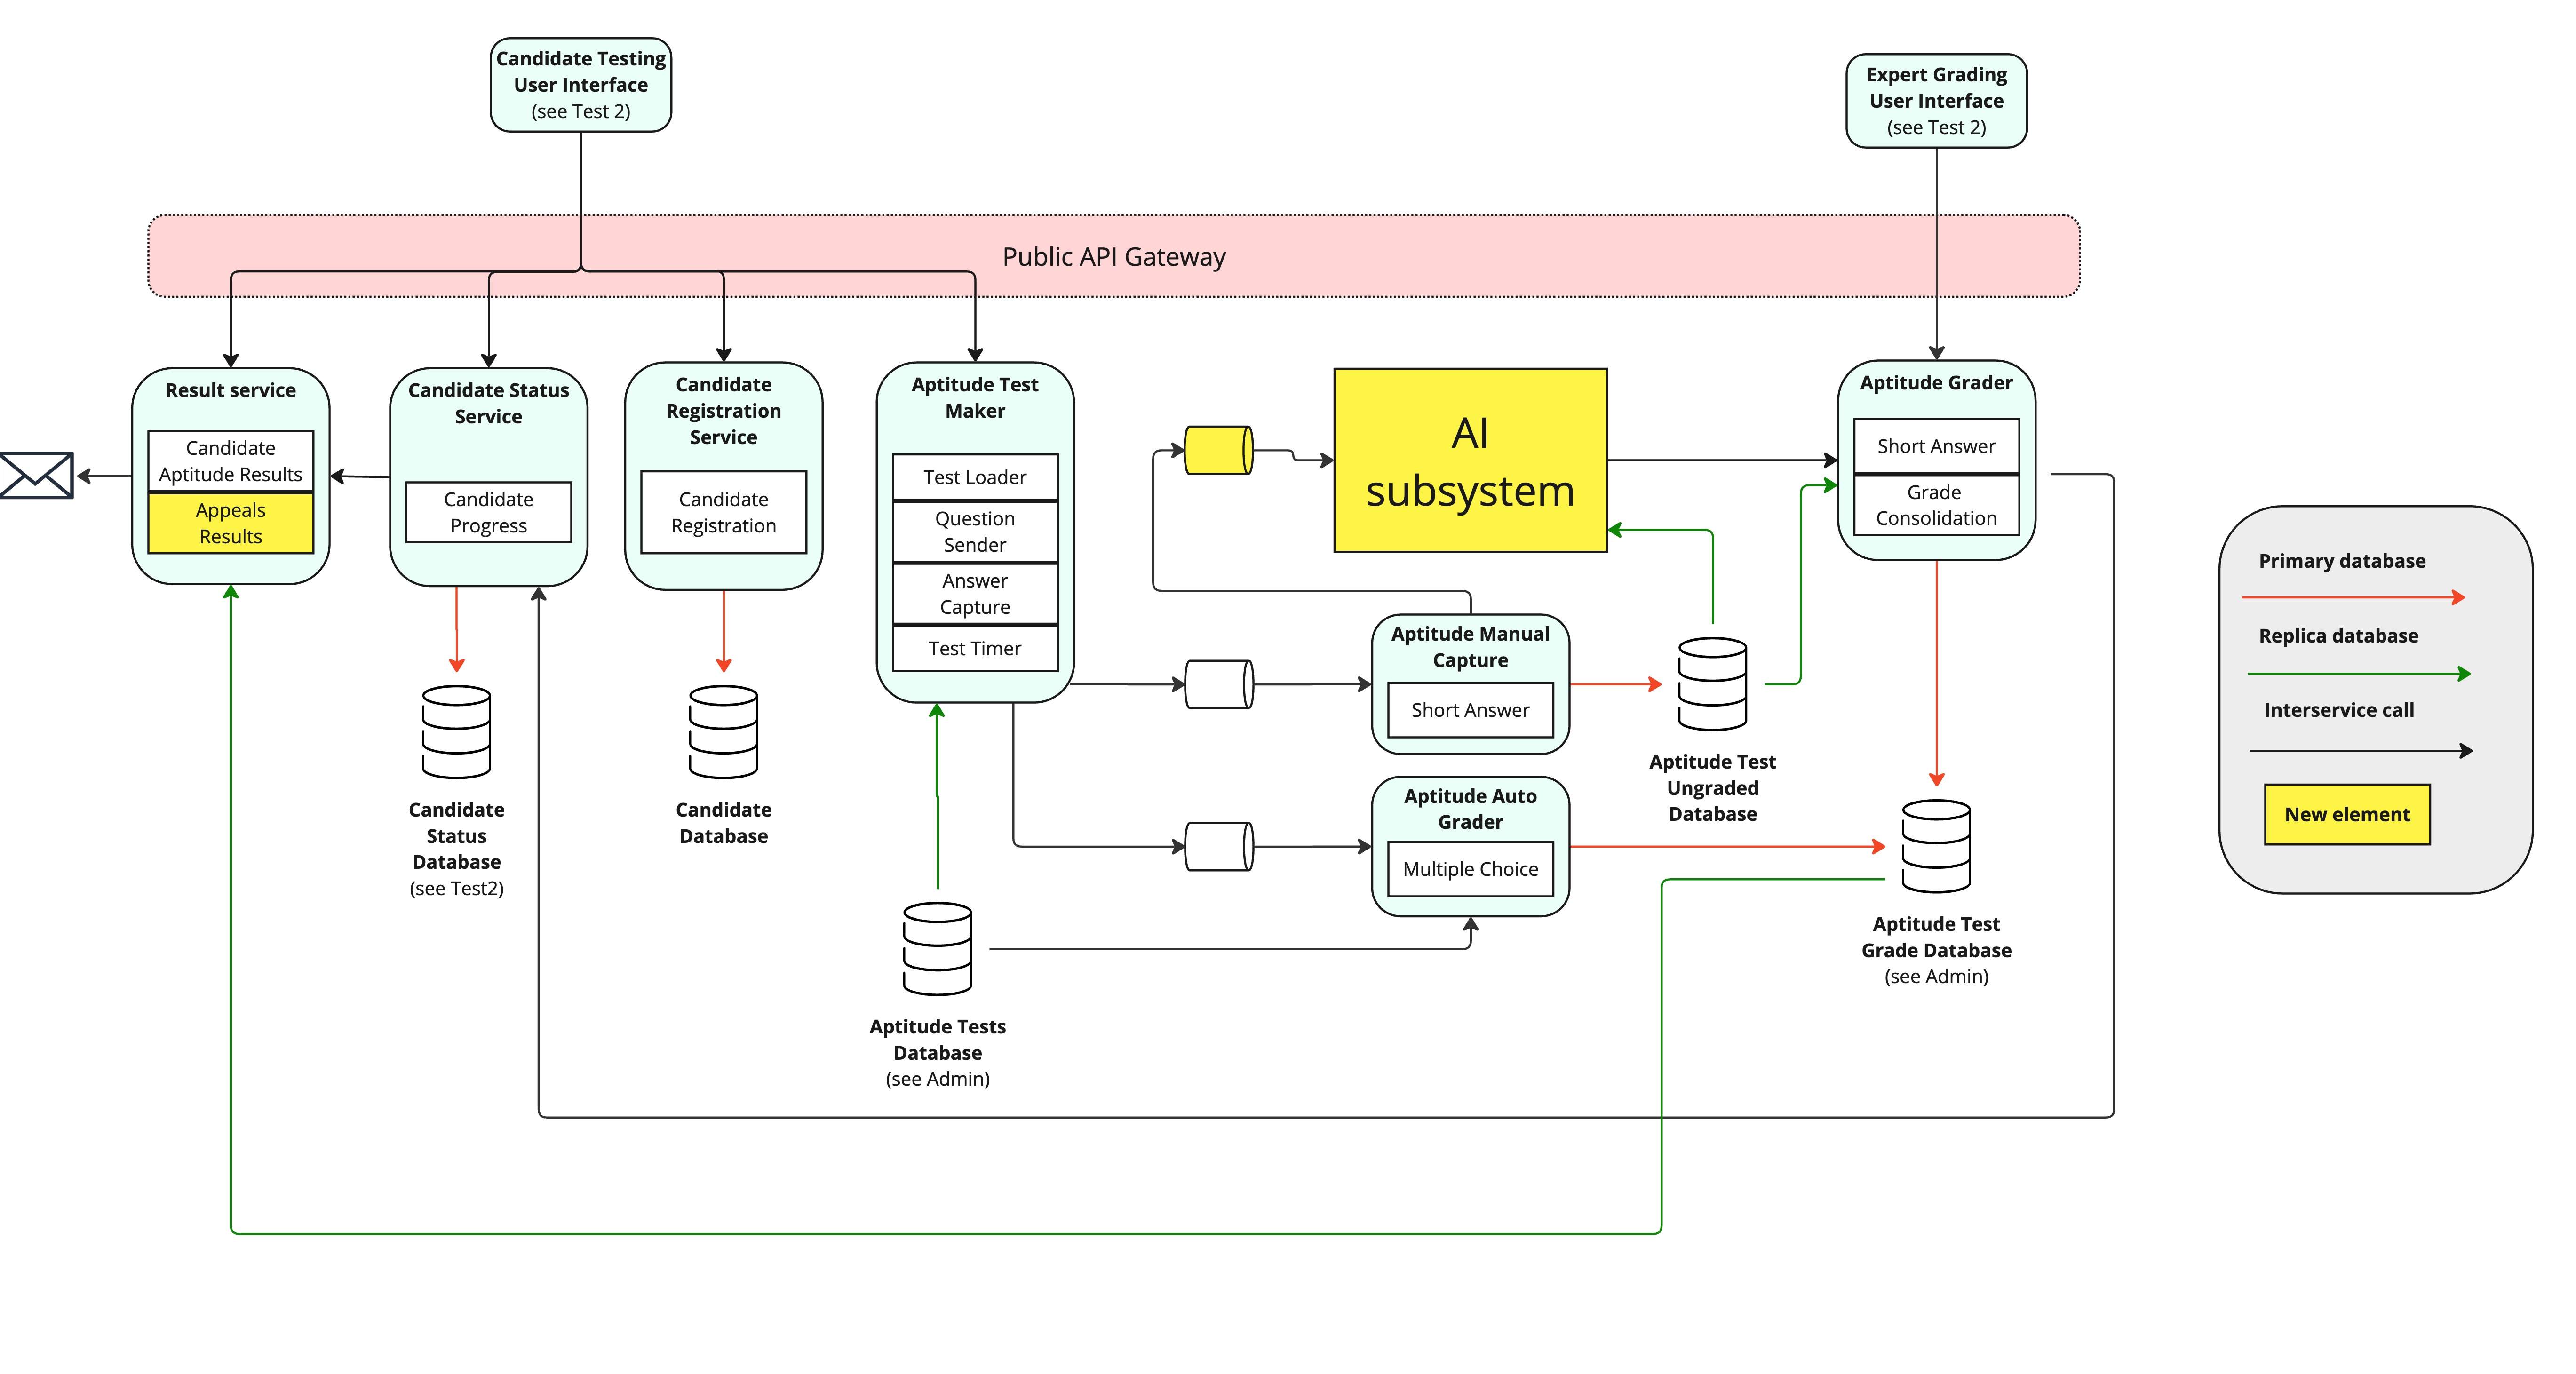 Candidate Testing
User Interface
(see Test 2)
Expert Grading
User Interface
(see Test 2)
Public API Gateway
Result service
Candidate
Aptitude Results
Appeals
Results
Candidate Status
Service
Candidate
Progress
Candidate
Registration
Service
Candidate
Registration
Aptitude Test
Maker
Test Loader
Question
Sender
Answer
Capture
Test Timer
AI
subsystem
Aptitude Grader
Short Answer
Grade
Consolidation
Aptitude Manual
Capture
Short Answer
Aptitude Auto
Grader
Multiple Choice
Aptitude Test
Ungraded
Database
Candidate
Status
Database
(see Test2)
Candidate
Database
Aptitude Tests
Database
(see Admin)
Aptitude Test
Grade Database
(see Admin)
Primary database
Replica database
Interservice call
New element